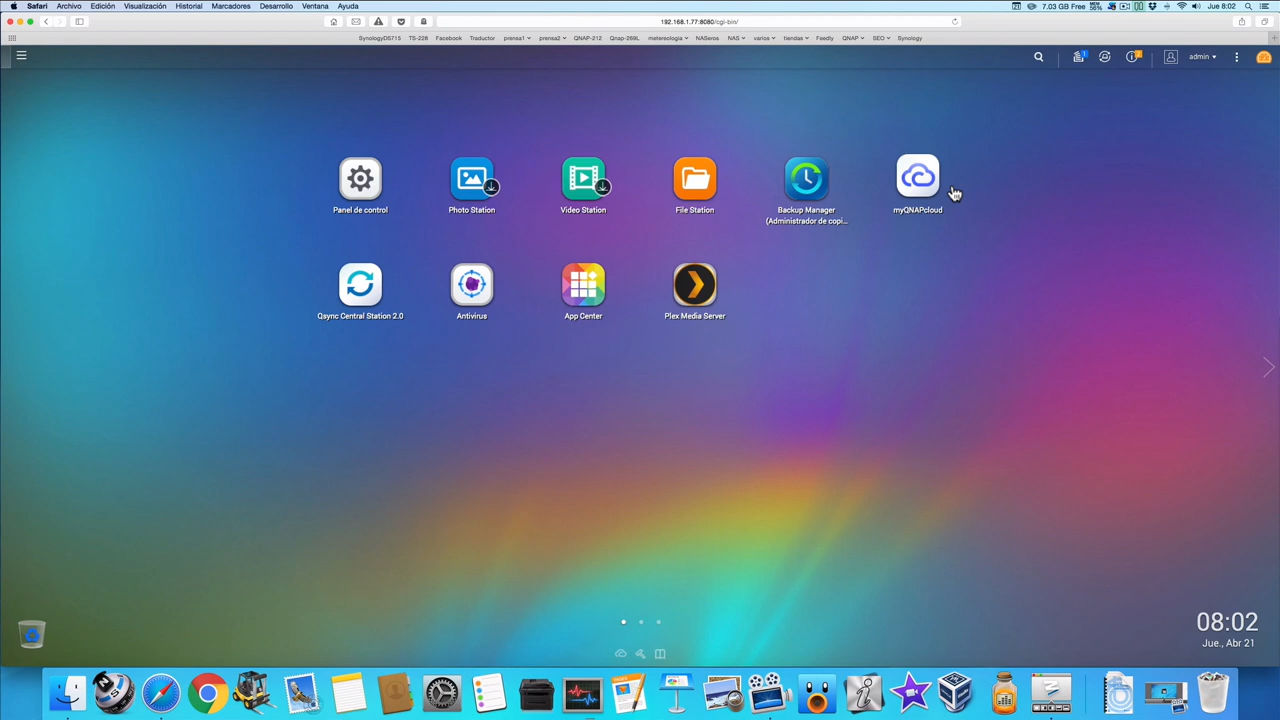 Safari Archivo Edición Visualización Historial Marcadores Desarrollo Ventana Ayuda 7.03 GB Free MEM 56% Jue 8:02
192.168.1.77:8080/cgi-bin/
SynologyDS715 TS-228 Facebook Traductor prensa1 prensa2 QNAP-212 Qnap-269L metereologia NASeros NAS varios tiendas Feedly QNAP SEO Synology
admin
Panel de control Photo Station Video Station File Station Backup Manager myQNAPcloud
(Administrador de copi...
Qsync Central Station 2.0 Antivirus App Center Plex Media Server
08:02
Jue., Abr 21